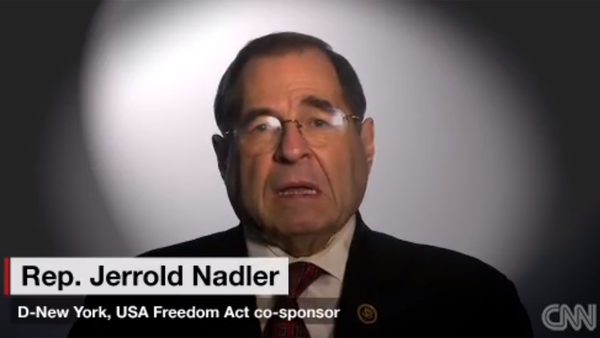 Rep. Jerrold Nadler
D-New York, USA Freedom Act co-sponsor
CNN